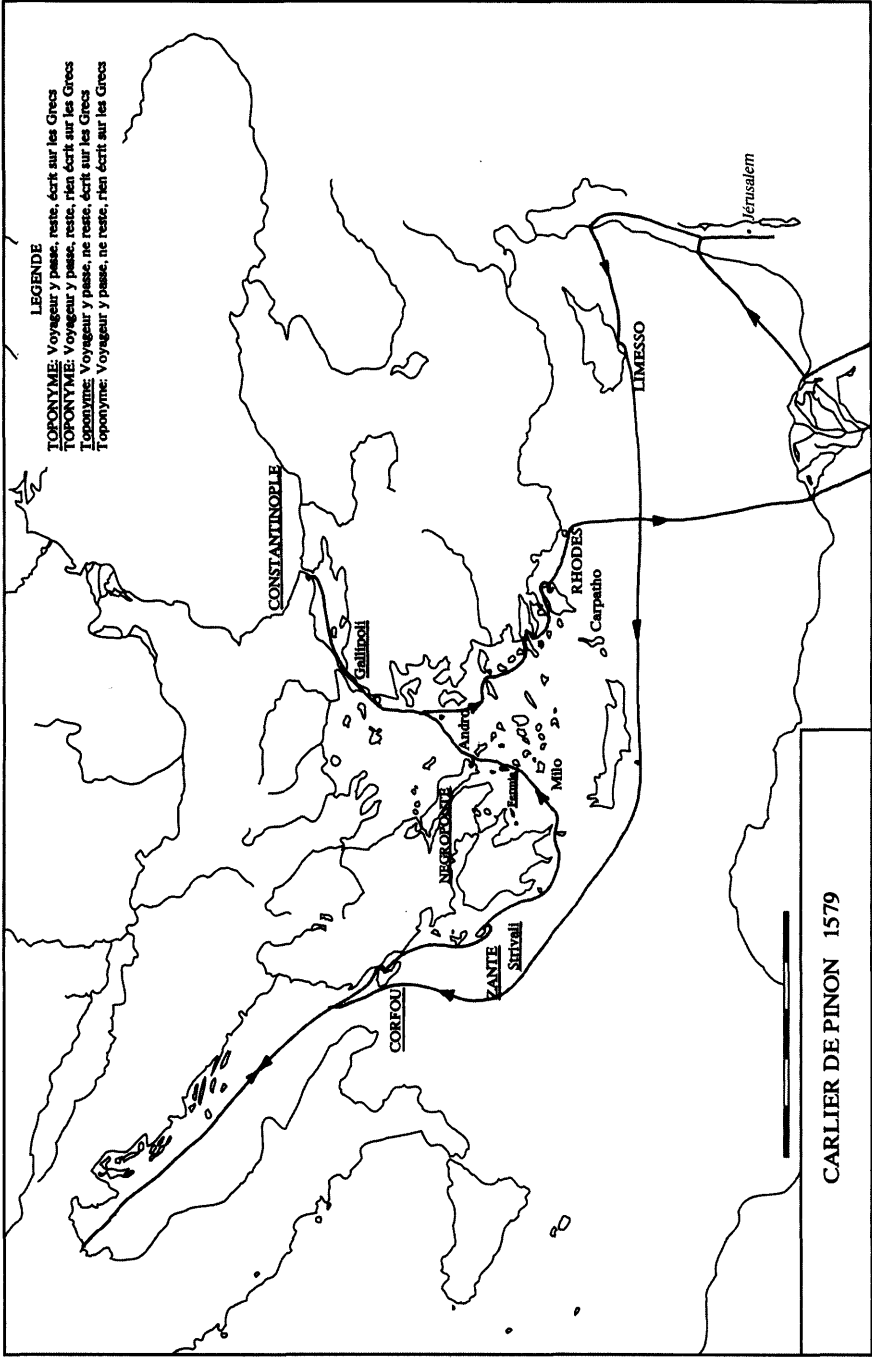 LEGENDE
TOPONYME: Voyageur y passe, reste, écrit sur les Grecs
TOPONYME: Voyageur y passe, reste, rien écrit sur les Grecs
Toponyme: Voyageur y passe, ne reste, écrit sur les Grecs
Toponyme: Voyageur y passe, ne reste, rien écrit sur les Grecs
CONSTANTINOPLE
Gallipoli
Andro
NEGROPONTE
Fermia
Milo
RHODES
Carpatho
LIMESSO
Jérusalem
CORFOU
ZANTE
Strivali
CARLIER DE PINON 1579